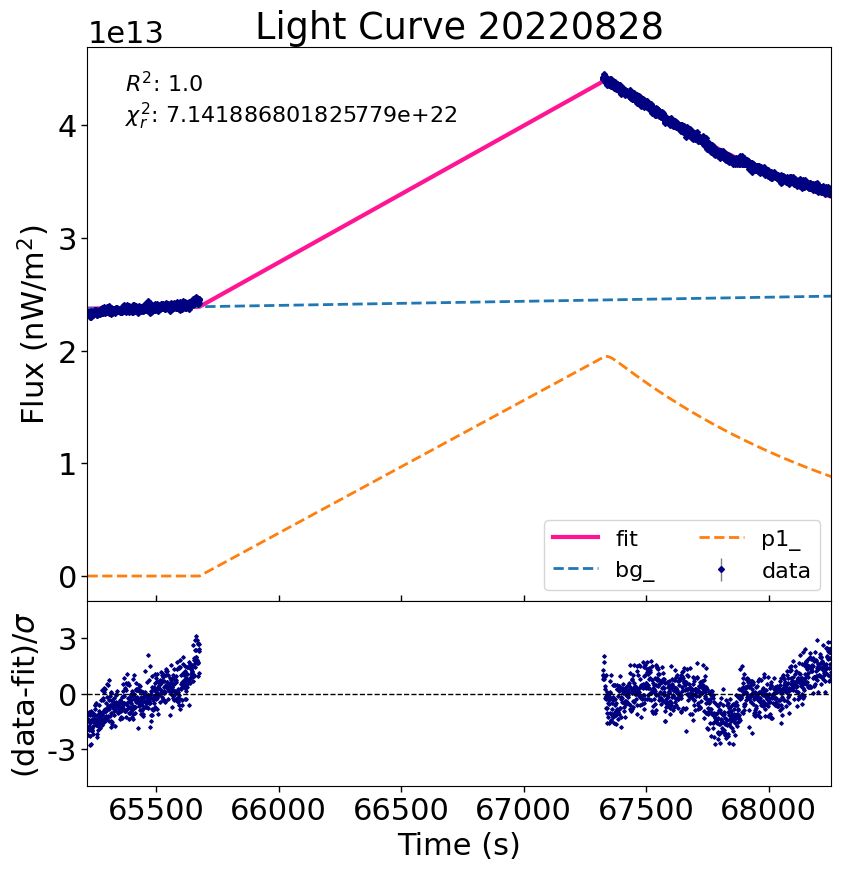 Light Curve 20220828
1e13
R²: 1.0
χ²ᵣ: 7.141886801825779e+22
4
3
2
1
0
Flux (nW/m²)
fit
bg_
p1_
data
3
0
-3
(data-fit)/σ
65500 66000 66500 67000 67500 68000
Time (s)